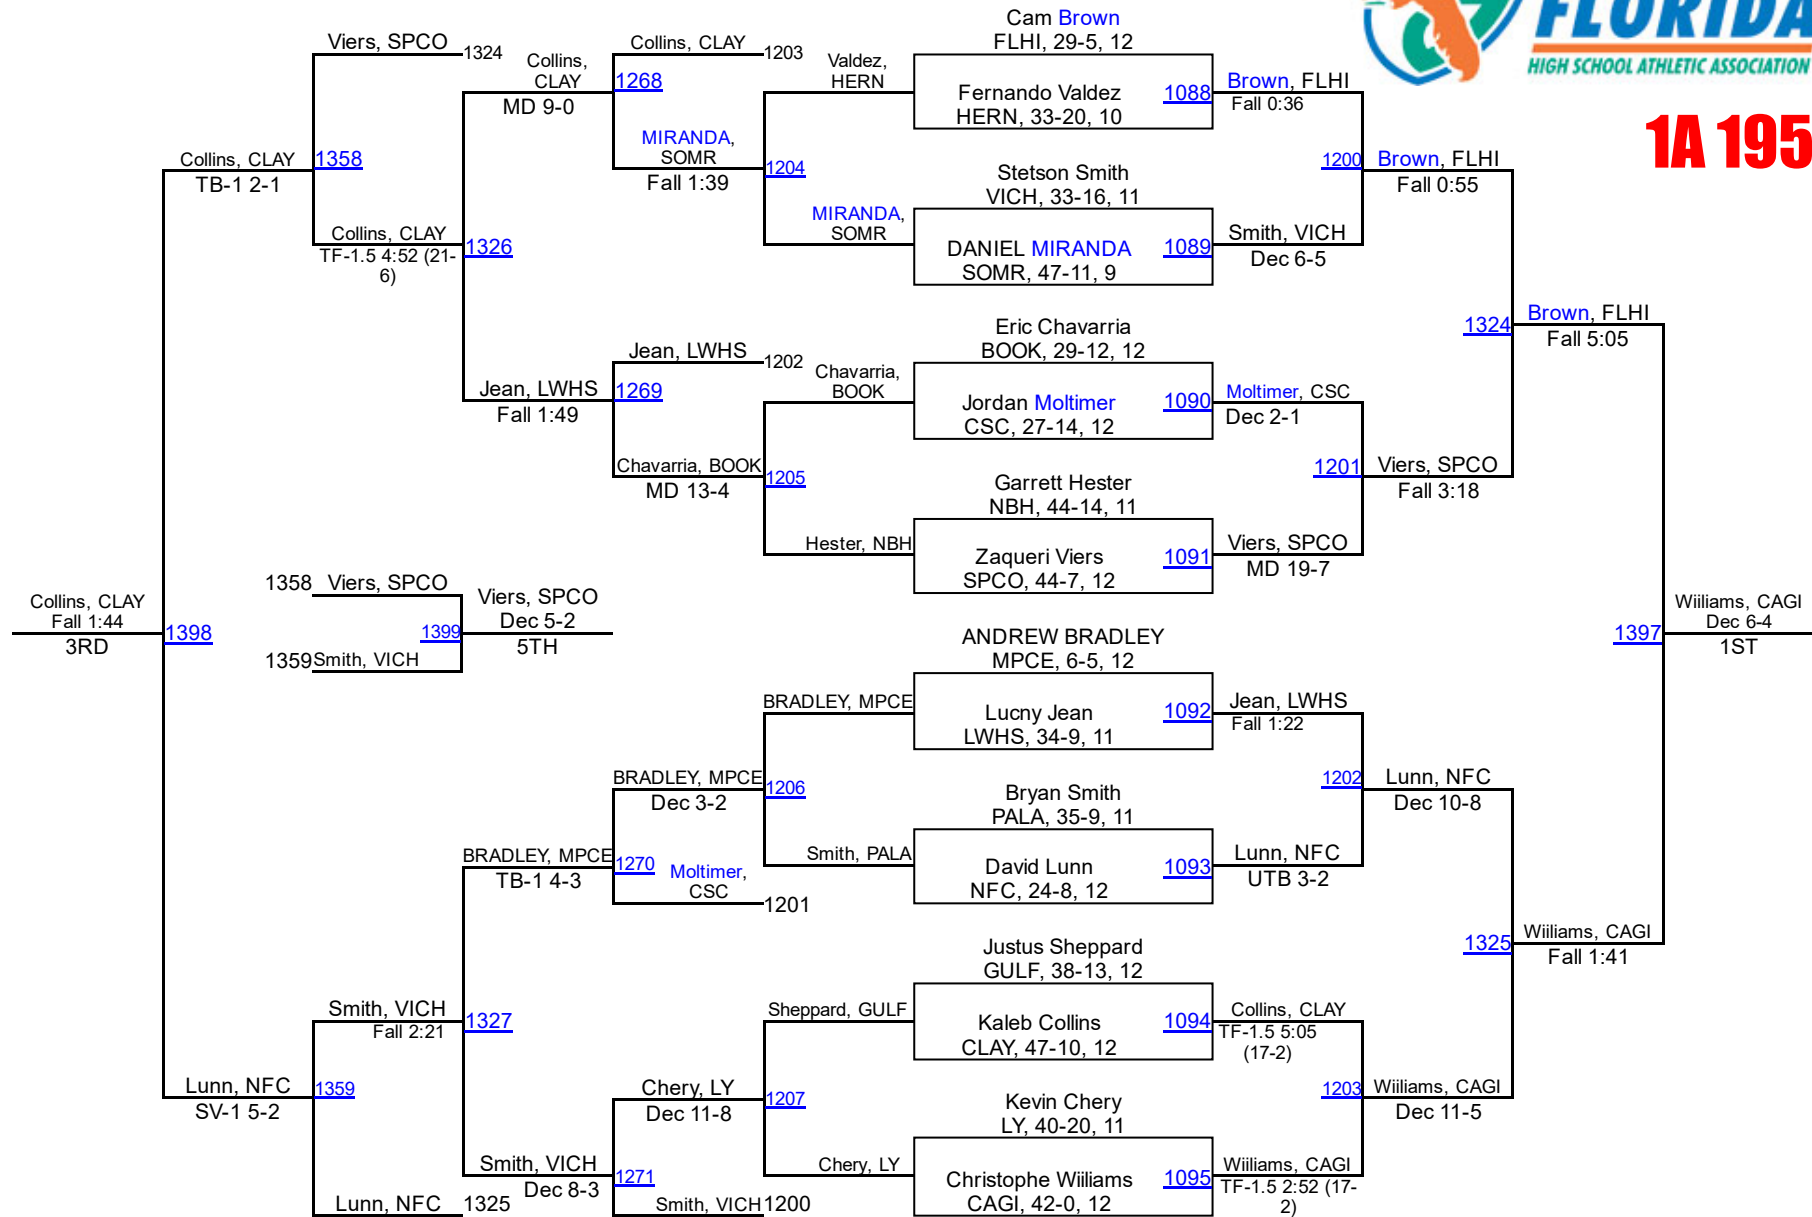 FLORIDA
HIGH SCHOOL ATHLETIC ASSOCIATION
1A 195
Cam Brown
FLHI, 29-5, 12
Fernando Valdez
HERN, 33-20, 10
1088
Brown, FLHI
Fall 0:36
Stetson Smith
VICH, 33-16, 11
DANIEL MIRANDA
SOMR, 47-11, 9
1089
Smith, VICH
Dec 6-5
Eric Chavarria
BOOK, 29-12, 12
Jordan Moltimer
CSC, 27-14, 12
1090
Moltimer, CSC
Dec 2-1
Garrett Hester
NBH, 44-14, 11
Zaqueri Viers
SPCO, 44-7, 12
1091
Viers, SPCO
MD 19-7
ANDREW BRADLEY
MPCE, 6-5, 12
Lucny Jean
LWHS, 34-9, 11
1092
Jean, LWHS
Fall 1:22
Bryan Smith
PALA, 35-9, 11
David Lunn
NFC, 24-8, 12
1093
Lunn, NFC
UTB 3-2
Justus Sheppard
GULF, 38-13, 12
Kaleb Collins
CLAY, 47-10, 12
1094
Collins, CLAY
TF-1.5 5:05
(17-2)
Kevin Chery
LY, 40-20, 11
Christophe Wiiliams
CAGI, 42-0, 12
1095
Wiiliams, CAGI
TF-1.5 2:52 (17-
2)
1200
Brown, FLHI
Fall 0:55
1201
Viers, SPCO
Fall 3:18
1202
Lunn, NFC
Dec 10-8
1203
Wiiliams, CAGI
Dec 11-5
1324
Brown, FLHI
Fall 5:05
1325
Wiiliams, CAGI
Fall 1:41
1397
Wiiliams, CAGI
Dec 6-4
1ST
Valdez,
HERN
MIRANDA,
SOMR
1204
MIRANDA,
SOMR
Fall 1:39
Chavarria,
BOOK
Hester, NBH
1205
Chavarria, BOOK
MD 13-4
BRADLEY, MPCE
Smith, PALA
1206
BRADLEY, MPCE
Dec 3-2
Sheppard, GULF
Chery, LY
1207
Chery, LY
Dec 11-8
Collins, CLAY
1203
1268
Collins,
CLAY
MD 9-0
Jean, LWHS
1202
1269
Jean, LWHS
Fall 1:49
Moltimer,
CSC
1201
1270
BRADLEY, MPCE
TB-1 4-3
Smith, VICH
1200
1271
Smith, VICH
Dec 8-3
1326
Collins, CLAY
TF-1.5 4:52 (21-
6)
1327
Smith, VICH
Fall 2:21
Viers, SPCO
1324
1358
Collins, CLAY
TB-1 2-1
Lunn, NFC
1325
1359
Lunn, NFC
SV-1 5-2
1398
Collins, CLAY
Fall 1:44
3RD
1358
Viers, SPCO
1359
Smith, VICH
1399
Viers, SPCO
Dec 5-2
5TH